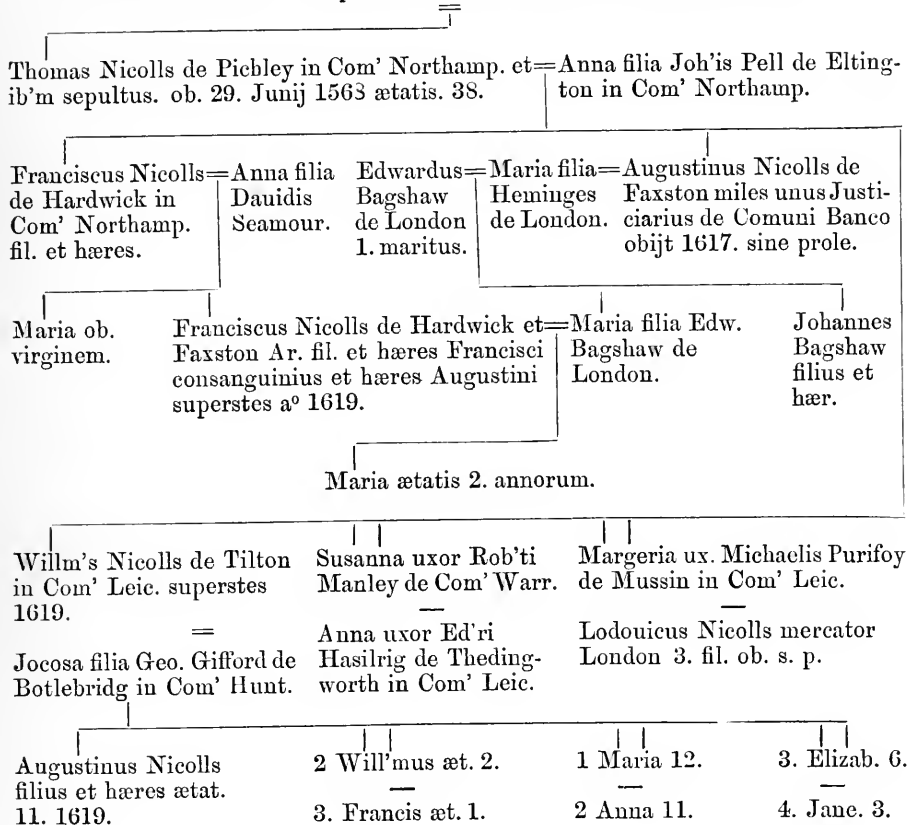 Thomas Nicolls de Pichley in Com' Northamp. et=Anna filia Joh'is Pell de Elting-
ib'm sepultus. ob. 29. Junij 1563 ætatis. 38. ton in Com' Northamp.
Franciscus Nicolls=Anna filia Edwardus=Maria filia=Augustinus Nicolls de
de Hardwick in Dauidis Bagshaw Heminges Faxston miles unus Justi-
Com' Northamp. Seamour. de London de London. ciarius de Comuni Banco
fil. et hæres. 1. maritus. obijt 1617. sine prole.
Maria ob. Franciscus Nicolls de Hardwick et=Maria filia Edw. Johannes
virginem. Faxston Ar. fil. et hæres Francisci Bagshaw de Bagshaw
consanguinius et hæres Augustini London. filius et
superstes aº 1619. hær.
Maria ætatis 2. annorum.
Willm's Nicolls de Tilton Susanna uxor Rob'ti Margeria ux. Michaelis Purifoy
in Com' Leic. superstes Manley de Com' Warr. de Mussin in Com' Leic.
1619.
= Anna uxor Ed'ri Lodouicus Nicolls mercator
Jocosa filia Geo. Gifford de Hasilrig de Theding- London 3. fil. ob. s. p.
Botlebridg in Com' Hunt. worth in Com' Leic.
Augustinus Nicolls 2 Will'mus æt. 2. 1 Maria 12. 3. Elizab. 6.
filius et hæres ætat.
11. 1619. 3. Francis æt. 1. 2 Anna 11. 4. Jane. 3.